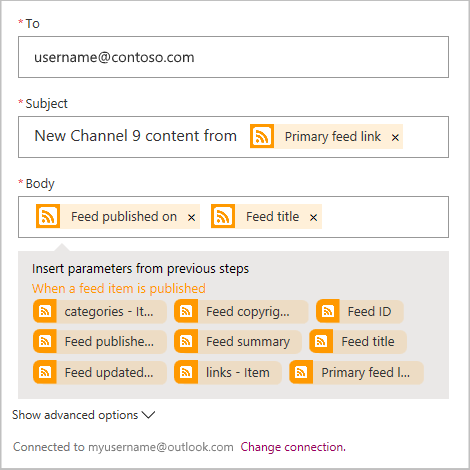 * To
username@contoso.com
* Subject
New Channel 9 content from Primary feed link ×
* Body
Feed published on × Feed title ×
Insert parameters from previous steps
When a feed item is published
categories - It... Feed copyrig... Feed ID
Feed publishe... Feed summary Feed title
Feed updated... links - Item Primary feed l...
Show advanced options
Connected to myusername@outlook.com Change connection.